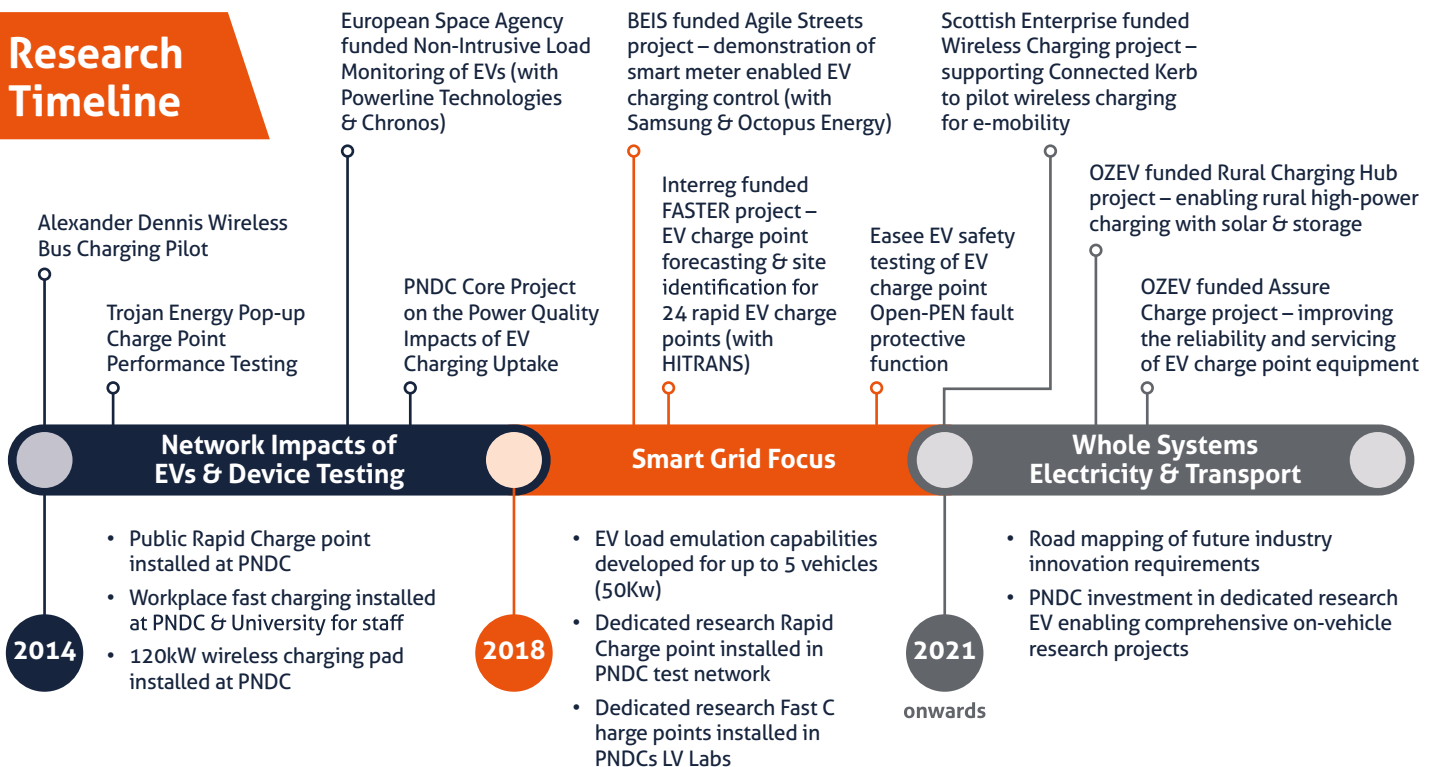 Research
Timeline
European Space Agency
funded Non-Intrusive Load
Monitoring of EVs (with
Powerline Technologies
& Chronos)
BEIS funded Agile Streets
project – demonstration of
smart meter enabled EV
charging control (with
Samsung & Octopus Energy)
Scottish Enterprise funded
Wireless Charging project –
supporting Connected Kerb
to pilot wireless charging
for e-mobility
Alexander Dennis Wireless
Bus Charging Pilot
Trojan Energy Pop-up
Charge Point
Performance Testing
PNDC Core Project
on the Power Quality
Impacts of EV
Charging Uptake
Interreg funded
FASTER project –
EV charge point
forecasting & site
identification for
24 rapid EV charge
points (with
HITRANS)
Easee EV safety
testing of EV
charge point
Open-PEN fault
protective
function
OZEV funded Rural Charging Hub
project – enabling rural high-power
charging with solar & storage
OZEV funded Assure
Charge project – improving
the reliability and servicing
of EV charge point equipment
Network Impacts of
EVs & Device Testing
Smart Grid Focus
Whole Systems
Electricity & Transport
2014
• Public Rapid Charge point
installed at PNDC
• Workplace fast charging installed
at PNDC & University for staff
• 120kW wireless charging pad
installed at PNDC
2018
• EV load emulation capabilities
developed for up to 5 vehicles
(50Kw)
• Dedicated research Rapid
Charge point installed in
PNDC test network
• Dedicated research Fast C
harge points installed in
PNDCs LV Labs
2021
onwards
• Road mapping of future industry
innovation requirements
• PNDC investment in dedicated research
EV enabling comprehensive on-vehicle
research projects